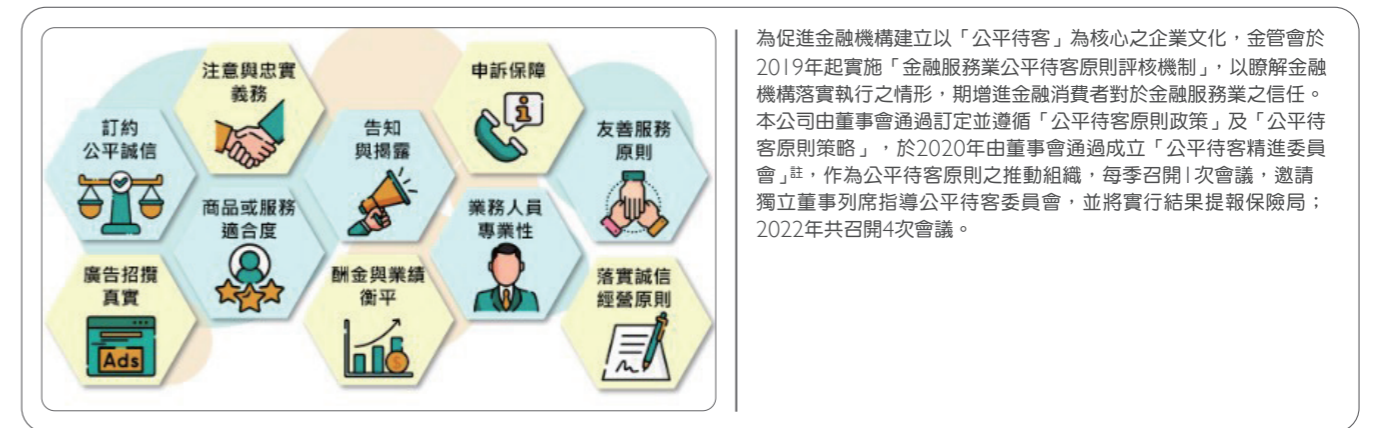 注意與忠實
義務
申訴保障
訂約
公平誠信
告知
與揭露
友善服務
原則
商品或服務
適合度
業務人員
專業性
廣告招攬
真實
Ads
酬金與業績
衡平
落實誠信
經營原則
為促進金融機構建立以「公平待客」為核心之企業文化，金管會於
2019年起實施「金融服務業公平待客原則評核機制」，以瞭解金融
機構落實執行之情形，期增進金融消費者對於金融服務業之信任。
本公司由董事會通過訂定並遵循「公平待客原則政策」及「公平待
客原則策略」，於2020年由董事會通過成立「公平待客精進委員
會」註，作為公平待客原則之推動組織，每季召開1次會議，邀請
獨立董事列席指導公平待客委員會，並將實行結果提報保險局；
2022年共召開4次會議。